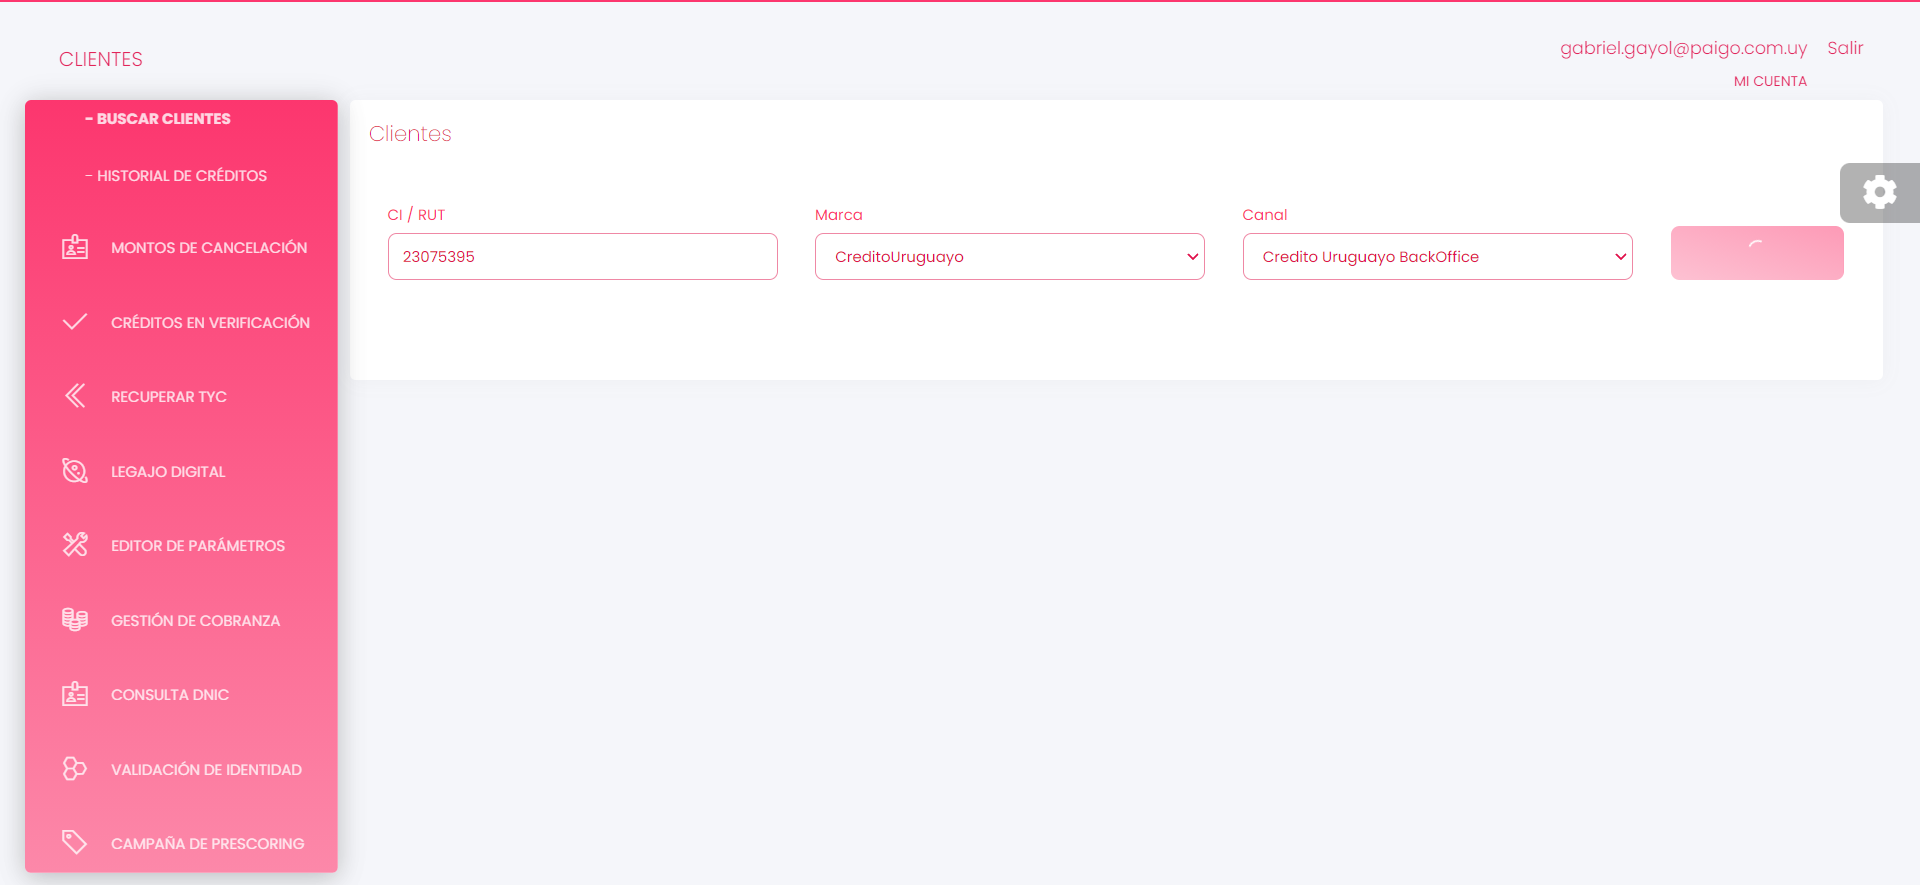 CLIENTES
gabriel.gayol@paigo.com.uy Salir
MI CUENTA
- BUSCAR CLIENTES
- HISTORIAL DE CRÉDITOS
MONTOS DE CANCELACIÓN
CRÉDITOS EN VERIFICACIÓN
RECUPERAR TYC
LEGAJO DIGITAL
EDITOR DE PARÁMETROS
GESTIÓN DE COBRANZA
CONSULTA DNIC
VALIDACIÓN DE IDENTIDAD
CAMPAÑA DE PRESCORING
Clientes
CI / RUT
23075395
Marca
CreditoUruguayo
Canal
Credito Uruguayo BackOffice